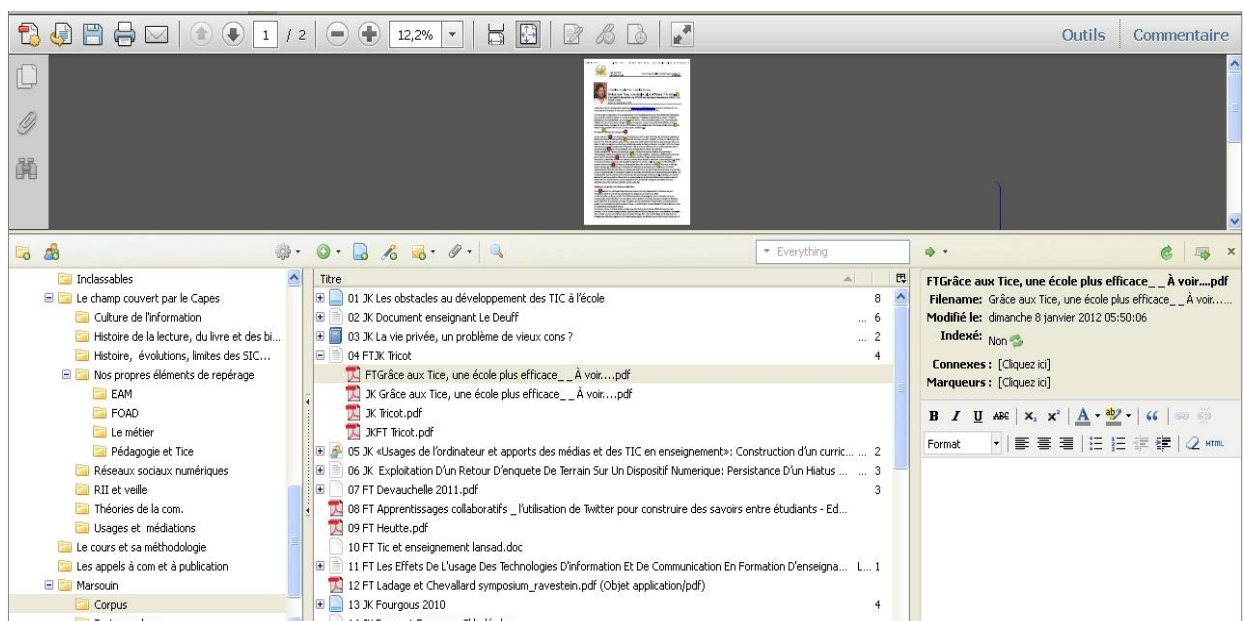 1 / 2
12,2%
Outils
Commentaire
Everything
Inclassables
Le champ couvert par le Capes
Culture de l'information
Histoire de la lecture, du livre et des bi...
Histoire, évolutions, limites des SIC...
Nos propres éléments de repérage
EAM
FOAD
Le métier
Pédagogie et Tice
Réseaux sociaux numériques
RII et veille
Théories de la com.
Usages et médiations
Le cours et sa méthodologie
Les appels à com et à publication
Marsouin
Corpus
Titre
01 JK Les obstacles au développement des TIC à l'école 8
02 JK Document enseignant Le Deuff ... 6
03 JK La vie privée, un problème de vieux cons ? ... 2
04 FTJK Tricot 4
FTGrâce aux Tice, une école plus efficace_ _ À voir....pdf
JK Grâce aux Tice, une école plus efficace_ _ À voir....pdf
JK Tricot.pdf
JKFT Tricot.pdf
05 JK «Usages de l'ordinateur et apports des médias et des TIC en enseignement»: Construction d'un curric... ... 2
06 JK Exploitation D'un Retour D'enquete De Terrain Sur Un Dispositif Numerique: Persistance D'un Hiatus ... ... 3
07 FT Devauchelle 2011.pdf 3
08 FT Apprentissages collaboratifs _ l'utilisation de Twitter pour construire des savoirs entre étudiants - Ed...
09 FT Heutte.pdf
10 FT Tic et enseignement lansad.doc
11 FT Les Effets De L'usage Des Technologies D'information Et De Communication En Formation D'enseigna... L... 1
12 FT Ladage et Chevallard symposium_ravestein.pdf (Objet application/pdf)
13 JK Fourgous 2010 4
FTGrâce aux Tice, une école plus efficace_ _ À voir....pdf
Filename: Grâce aux Tice, une école plus efficace_ _ À voir......
Modifié le: dimanche 8 janvier 2012 05:50:06
Indexé: Non
Connexes : [Cliquez ici]
Marqueurs : [Cliquez ici]
B I U ABC X₂ X² A ab
Format HTML